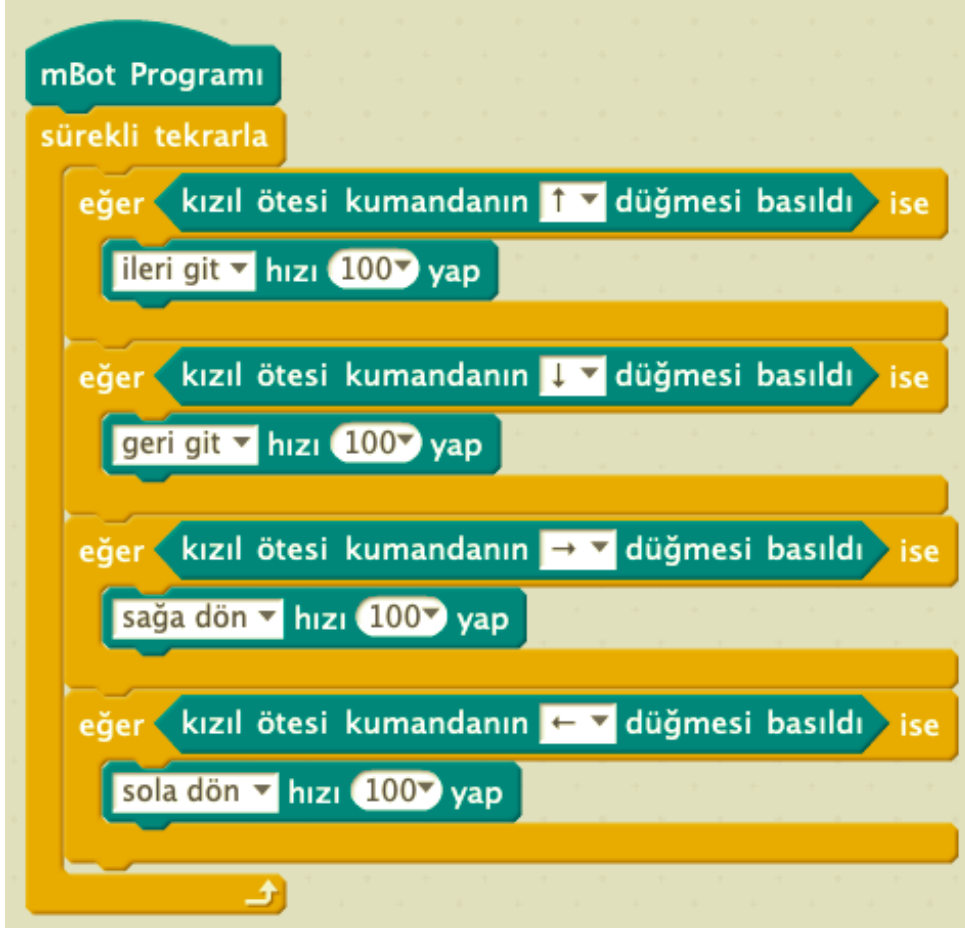 mBot Programı
sürekli tekrarla
eğer kızıl ötesi kumandanın ↑ düğmesi basıldı ise
ileri git hızı 100 yap
eğer kızıl ötesi kumandanın ↓ düğmesi basıldı ise
geri git hızı 100 yap
eğer kızıl ötesi kumandanın → düğmesi basıldı ise
sağa dön hızı 100 yap
eğer kızıl ötesi kumandanın ← düğmesi basıldı ise
sola dön hızı 100 yap